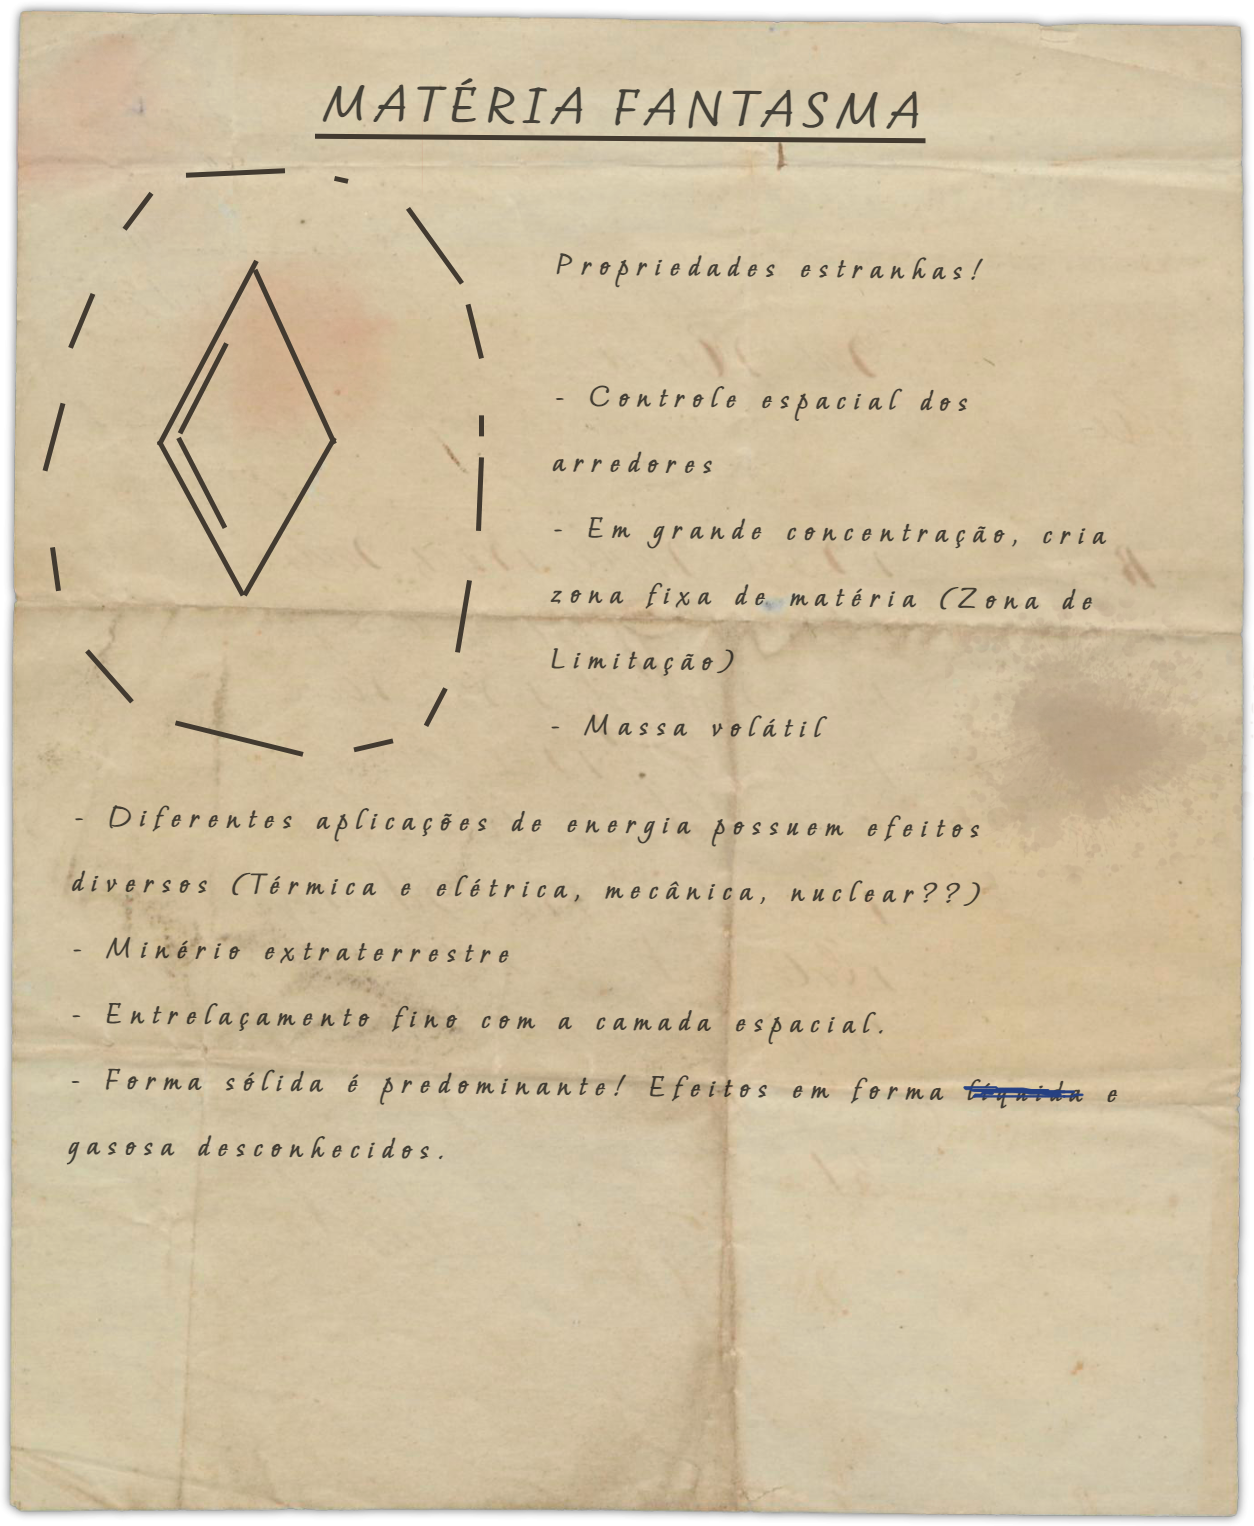 MATÉRIA FANTASMA
Propriedades estranhas!
- Controle espacial dos
arredores
- Em grande concentração, cria
zona fixa de matéria (Zona de
Limitação)
- Massa volátil
- Diferentes aplicações de energia possuem efeitos
diversos (Térmica e elétrica, mecânica, nuclear??)
- Minério extraterrestre
- Entrelaçamento fino com a camada espacial.
- Forma sólida é predominante! Efeitos em forma líquida e
gasosa desconhecidos.